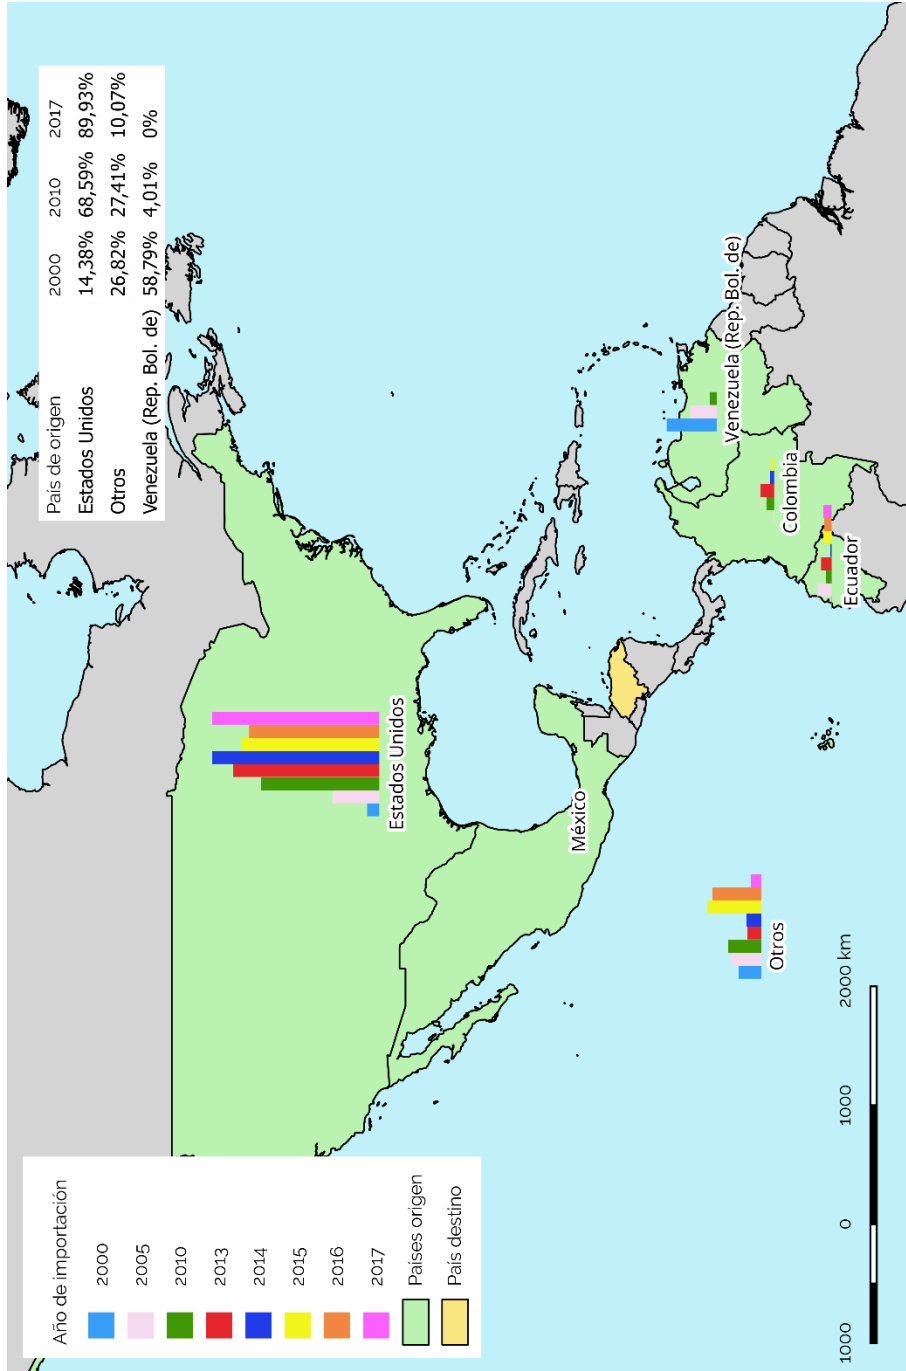 País de origen 2000 2010 2017
Estados Unidos 14,38% 68,59% 89,93%
Otros 26,82% 27,41% 10,07%
Venezuela (Rep. Bol. de) 58,79% 4,01% 0%
Año de importación
2000
2005
2010
2013
2014
2015
2016
2017
Países origen
País destino
Estados Unidos
México
Otros
Venezuela (Rep. Bol. de)
Colombia
Ecuador
1000 0 1000 2000 km